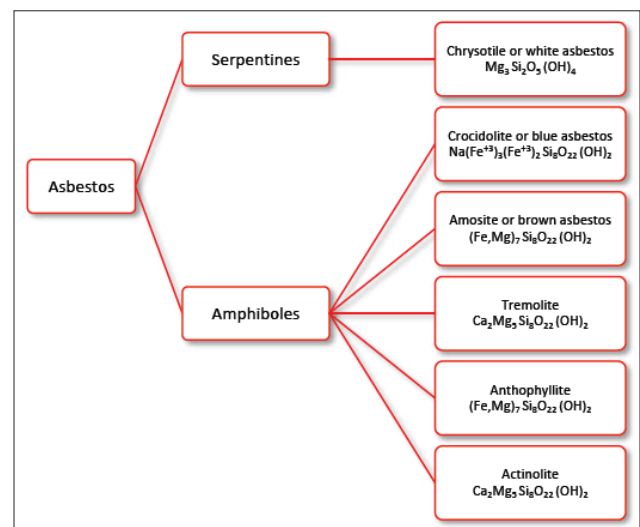 Asbestos
Serpentines
Chrysotile or white asbestos
Mg₃Si₂O₅(OH)₄
Amphiboles
Crocidolite or blue asbestos
Na(Fe⁺³)₃(Fe⁺³)₂Si₈O₂₂(OH)₂
Amosite or brown asbestos
(Fe,Mg)₇Si₈O₂₂(OH)₂
Tremolite
Ca₂Mg₅Si₈O₂₂(OH)₂
Anthophyllite
(Fe,Mg)₇Si₈O₂₂(OH)₂
Actinolite
Ca₂Mg₅Si₈O₂₂(OH)₂